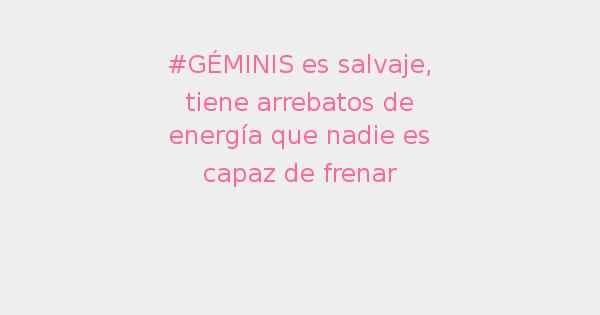 #GÉMINIS es salvaje,
tiene arrebatos de
energía que nadie es
capaz de frenar